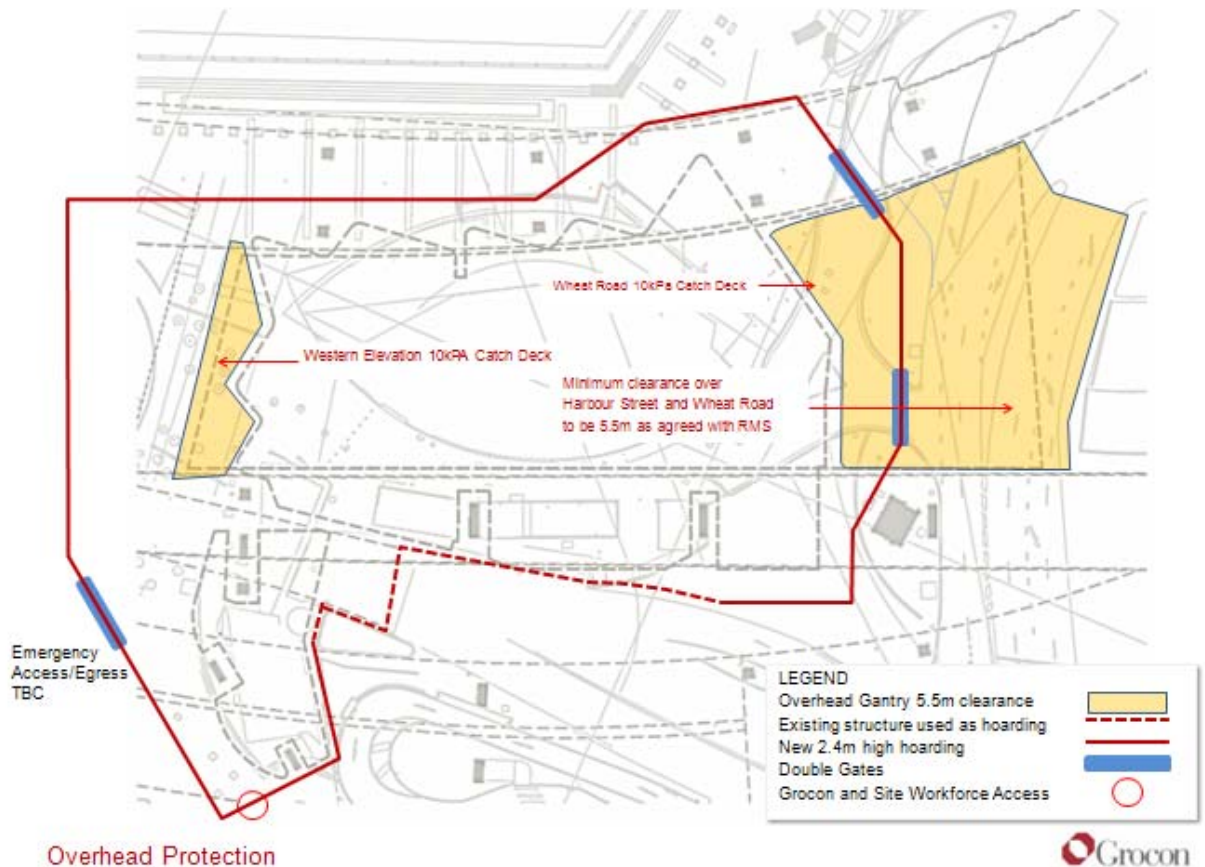 Wheat Road 10kPa Catch Deck
Western Elevation 10kPA Catch Deck
Minimum clearance over
Harbour Street and Wheat Road
to be 5.5m as agreed with RMS
Emergency
Access/Egress
TBC
LEGEND
Overhead Gantry 5.5m clearance
Existing structure used as hoarding
New 2.4m high hoarding
Double Gates
Grocon and Site Workforce Access
Overhead Protection
Grocon